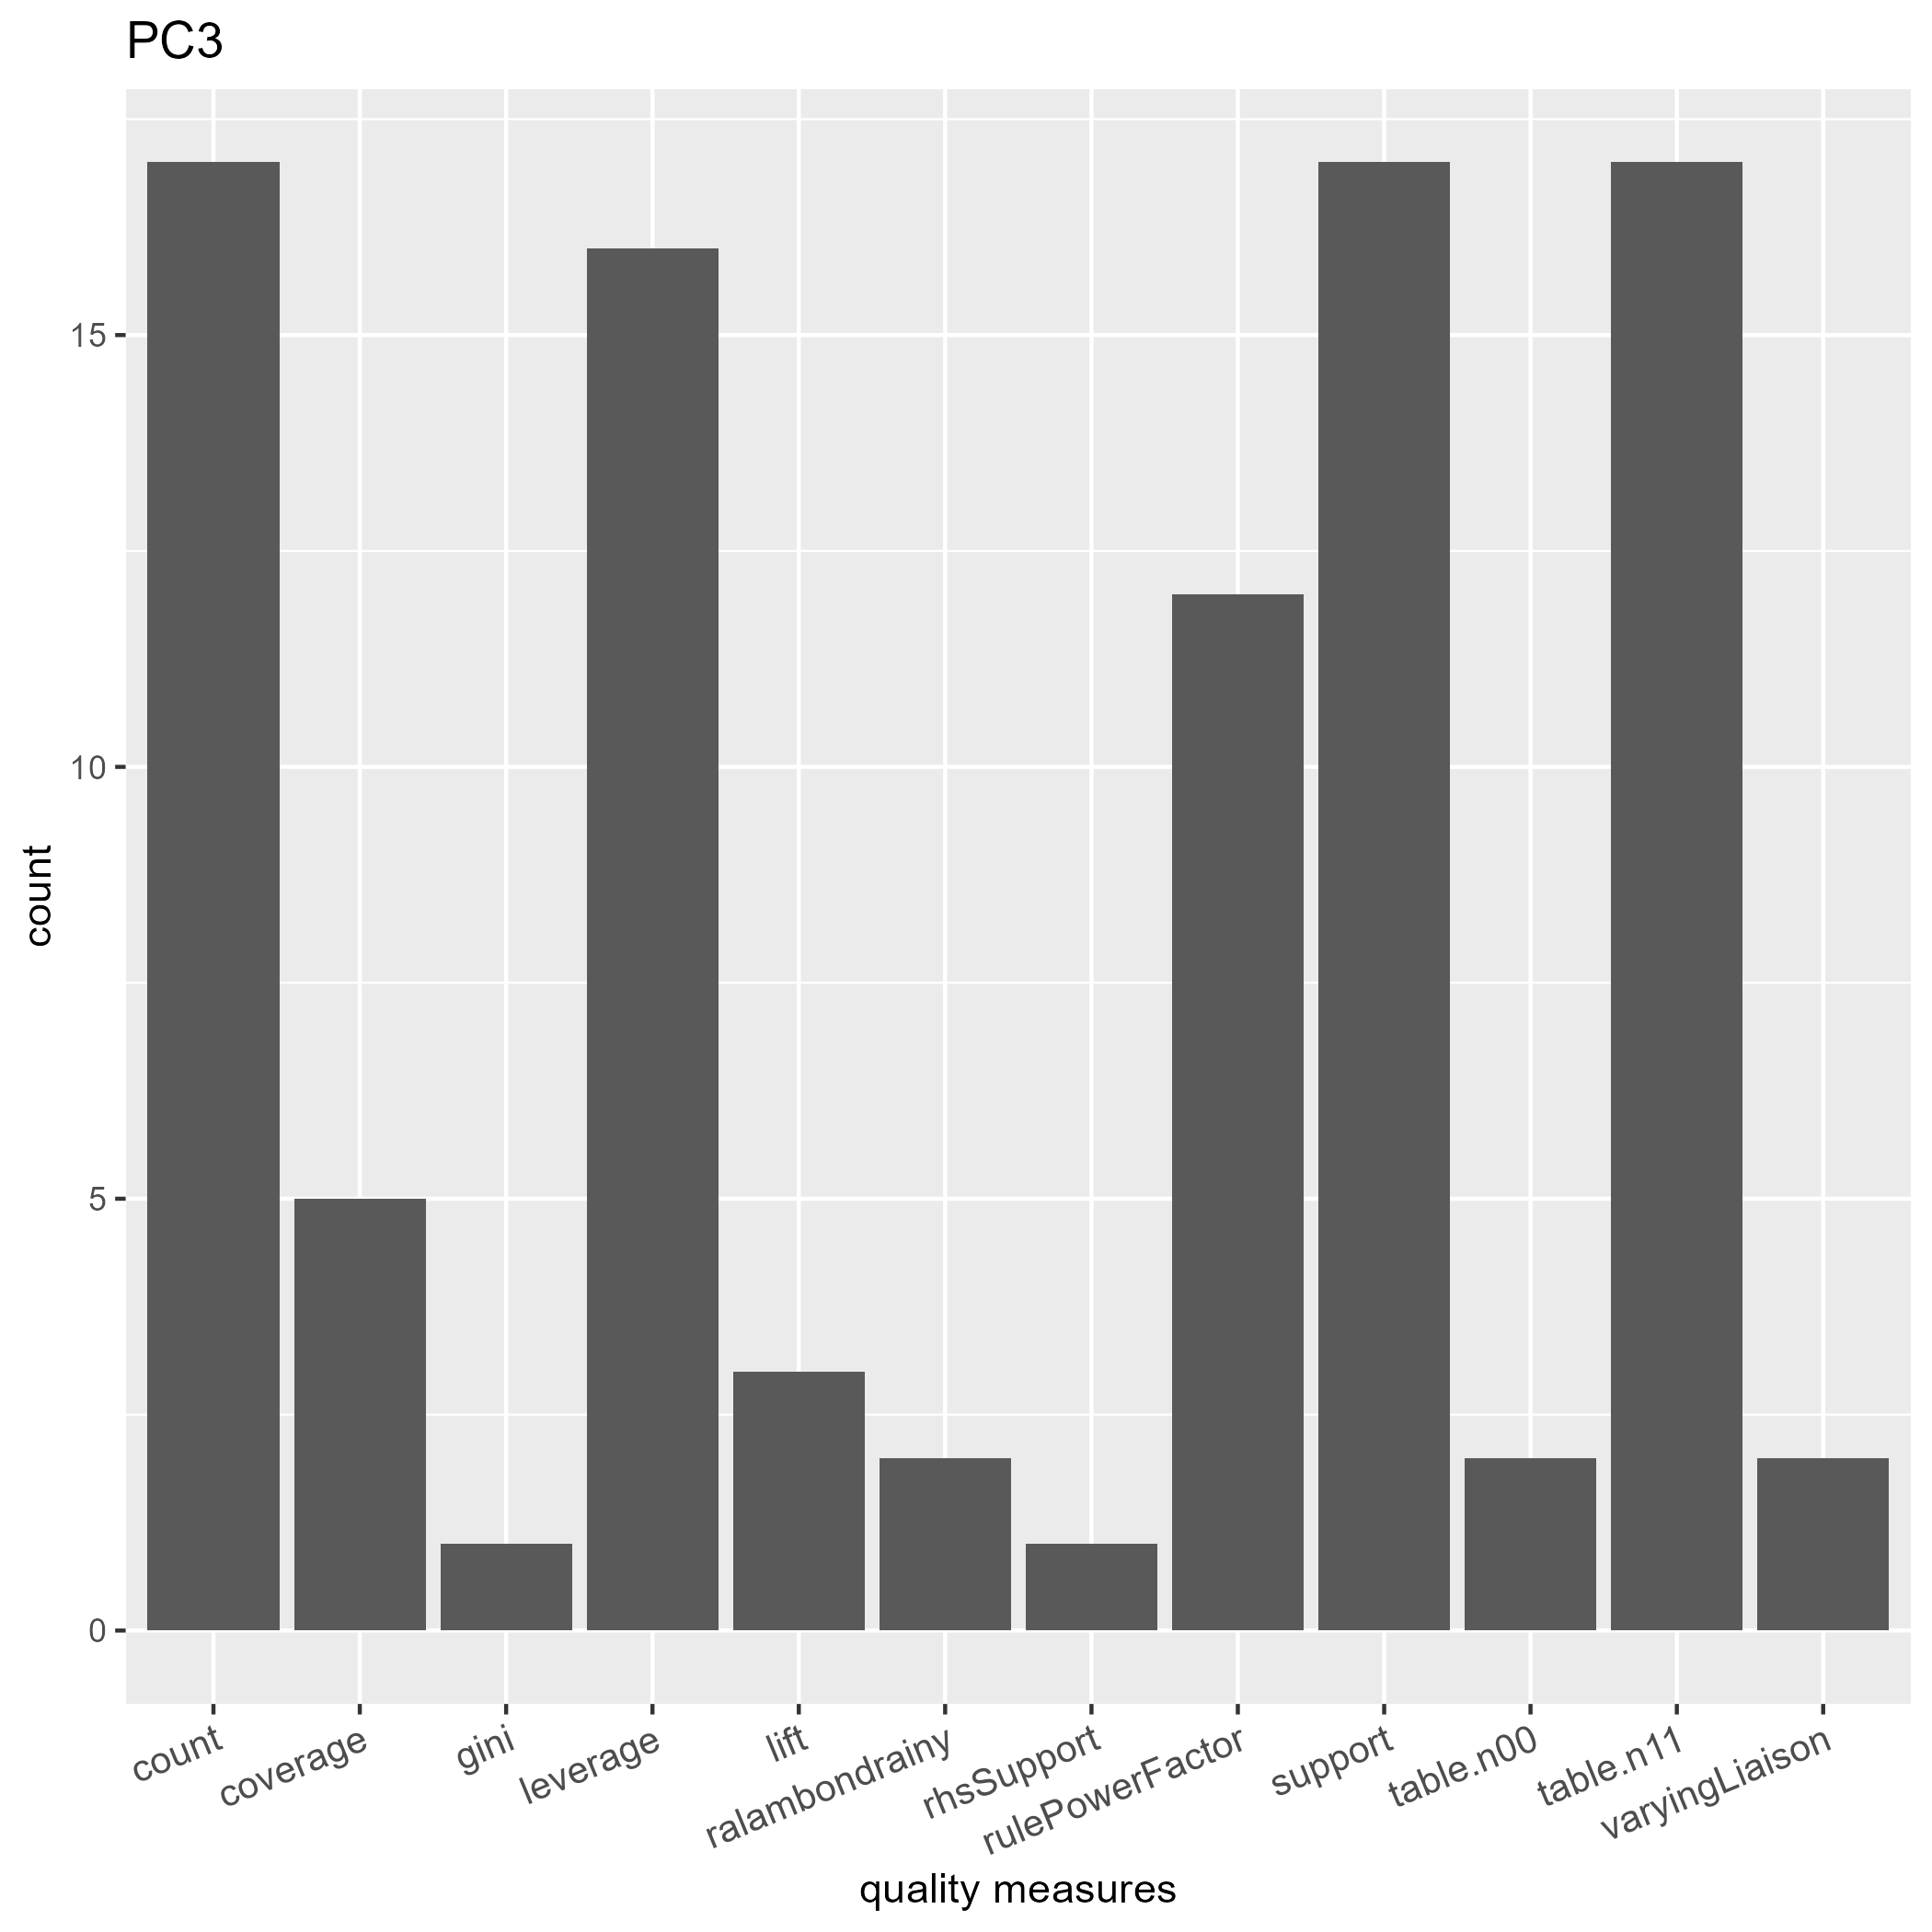 PC3
15
10
5
0
count
count
coverage
gini
leverage
lift
ralambondrainy
rhsSupport
rulePowerFactor
support
table.n00
table.n11
varyingLiaison
quality measures